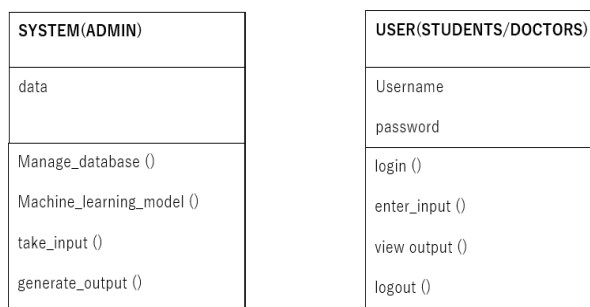 SYSTEM(ADMIN)
data
Manage_database ()
Machine_learning_model ()
take_input ()
generate_output ()
USER(STUDENTS/DOCTORS)
Username
password
login ()
enter_input ()
view output ()
logout ()